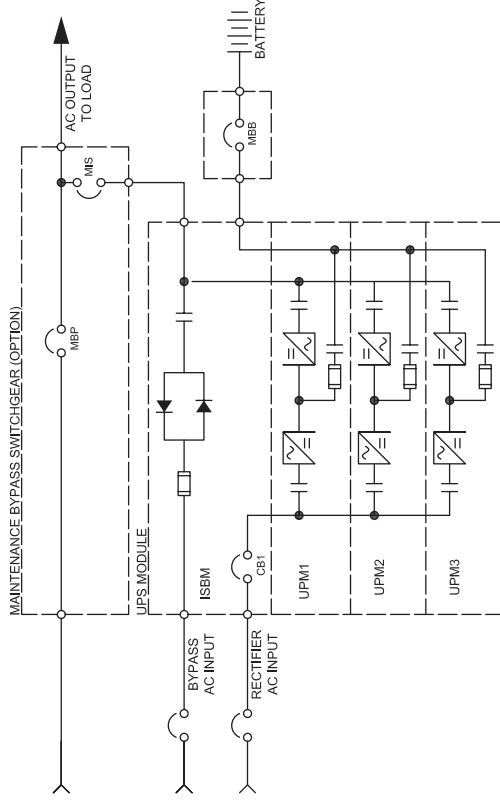 MAINTENANCE BYPASS SWITCHGEAR (OPTION)
AC OUTPUT
TO LOAD
MBP
MIS
BATTERY
MBB
UPS MODULE
ISBM
BYPASS
AC INPUT
RECTIFIER
AC INPUT
CB1
UPM1
UPM2
UPM3